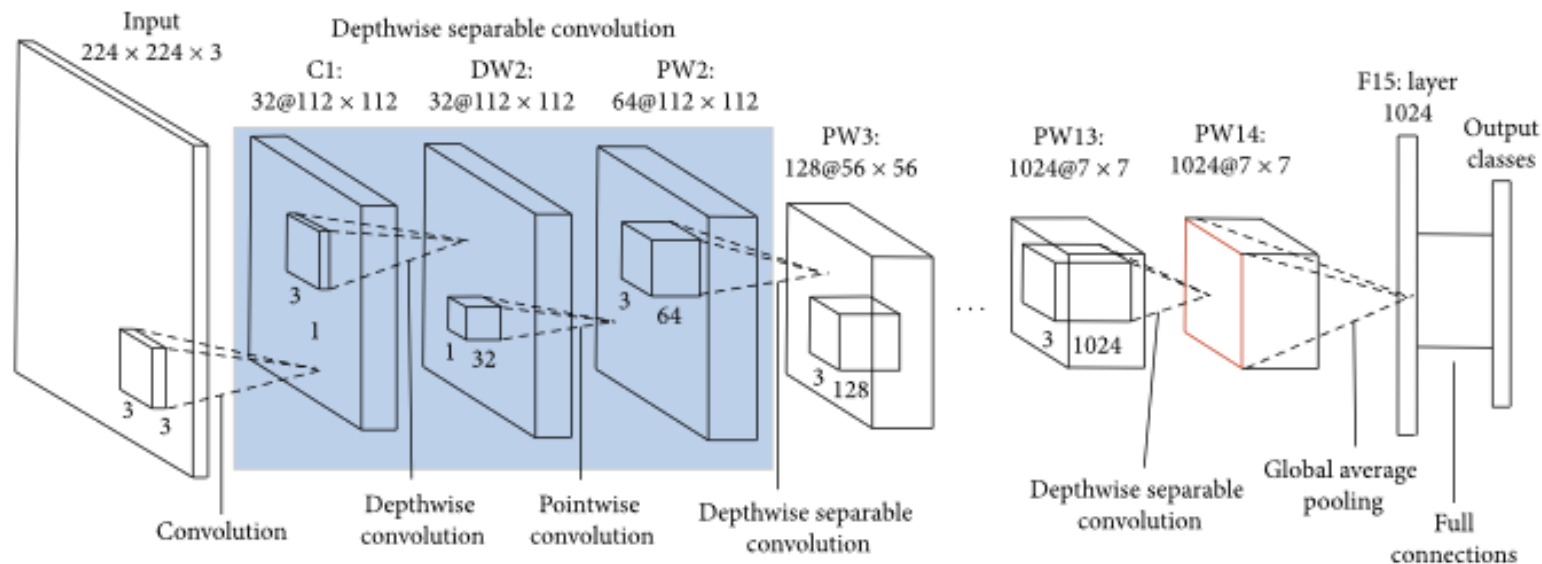 Input
224 × 224 × 3
Depthwise separable convolution
C1:
32@112 × 112
DW2:
32@112 × 112
PW2:
64@112 × 112
PW3:
128@56 × 56
PW13:
1024@7 × 7
PW14:
1024@7 × 7
F15: layer
1024
Output
classes
3
3
3
1
1
32
3
64
3
128
...
3
1024
Convolution
Depthwise
convolution
Pointwise
convolution
Depthwise separable
convolution
Depthwise separable
convolution
Global average
pooling
Full
connections